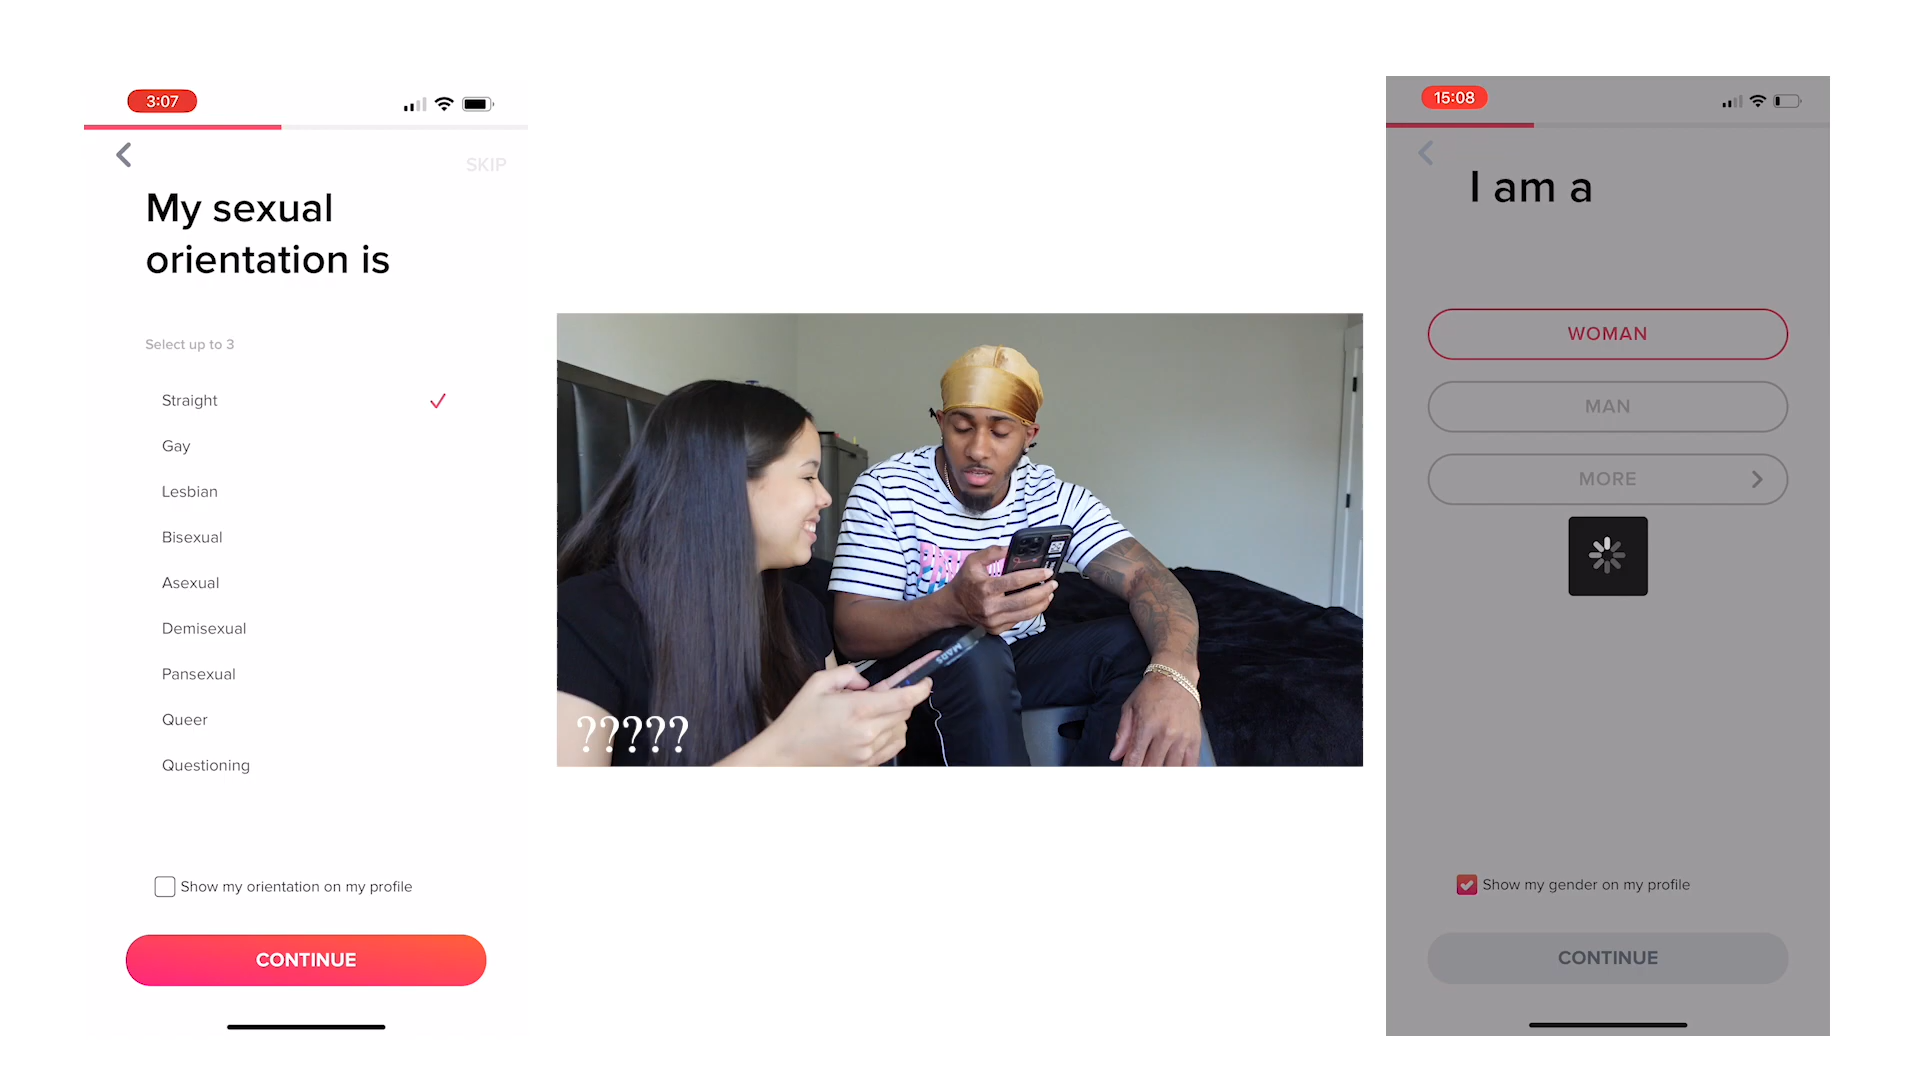 3:07
SKIP
My sexual
orientation is
Select up to 3
Straight
Gay
Lesbian
Bisexual
Asexual
Demisexual
Pansexual
Queer
Questioning
Show my orientation on my profile
CONTINUE
?????
15:08
I am a
WOMAN
MAN
MORE
Show my gender on my profile
CONTINUE